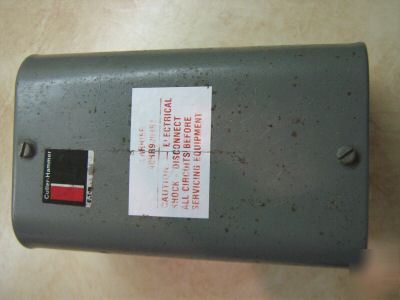 Cutler-Hammer
CAUTION - ELECTRICAL
SHOCK - DISCONNECT
ALL CIRCUITS BEFORE
SERVICING EQUIPMENT